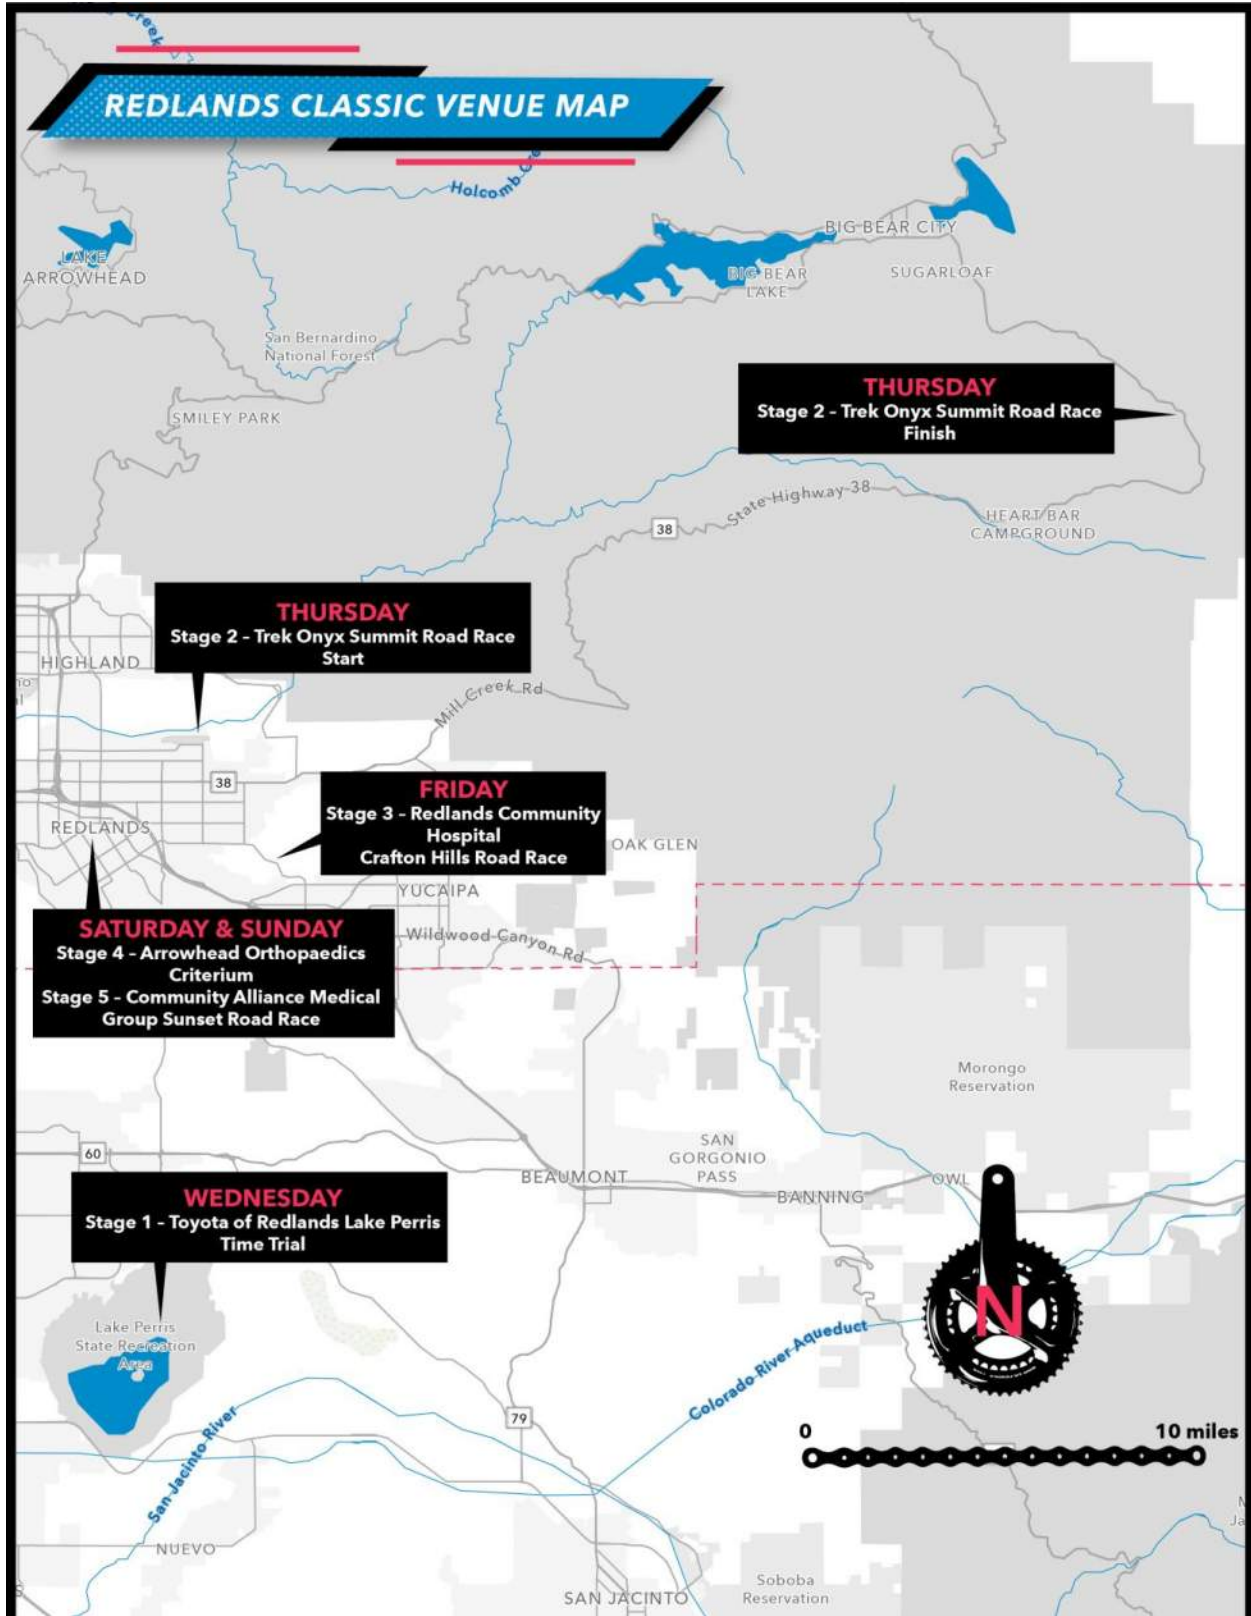 Creek
REDLANDS CLASSIC VENUE MAP
Holcomb Cre
LAKE
ARROWHEAD
BIG BEAR CITY
BIG BEAR
LAKE
SUGARLOAF
San Bernardino
National Forest
THURSDAY
Stage 2 – Trek Onyx Summit Road Race
Finish
SMILEY PARK
State Highway 38
38
HEART BAR
CAMPGROUND
THURSDAY
Stage 2 – Trek Onyx Summit Road Race
Start
HIGHLAND
Mill Creek Rd
38
FRIDAY
Stage 3 – Redlands Community
Hospital
Crafton Hills Road Race
REDLANDS
OAK GLEN
YUCAIPA
SATURDAY & SUNDAY
Stage 4 – Arrowhead Orthopaedics
Criterium
Stage 5 – Community Alliance Medical
Group Sunset Road Race
Wildwood Canyon Rd
Morongo
Reservation
60
SAN
GORGONIO
PASS
BEAUMONT
BANNING
OWL
WEDNESDAY
Stage 1 – Toyota of Redlands Lake Perris
Time Trial
N
Lake Perris
State Recreation
Area
Colorado River Aqueduct
79
0
10 miles
San Jacinto River
NUEVO
SAN JACINTO
Soboba
Reservation